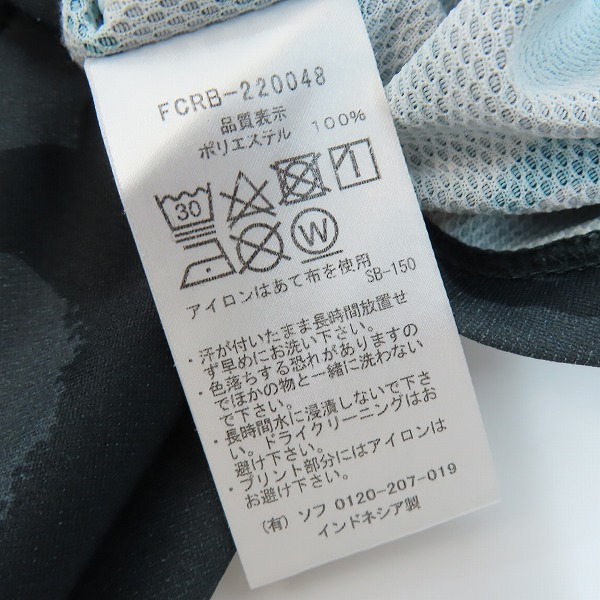 FCRB-220048
品質表示
ポリエステル 100%
30
W
アイロンはあて布を使用
SB-150
・汗が付いたまま長時間放置せ
ず早めにお洗い下さい。
・色落ちする恐れがありますの
でほかの物と一緒に洗わない
で下さい。
・長時間水に浸漬しないで下さ
い。ドライクリーニングはお
避け下さい。
・プリント部分にはアイロンは
お避け下さい。
(有) ソフ 0120-207-019
インドネシア製